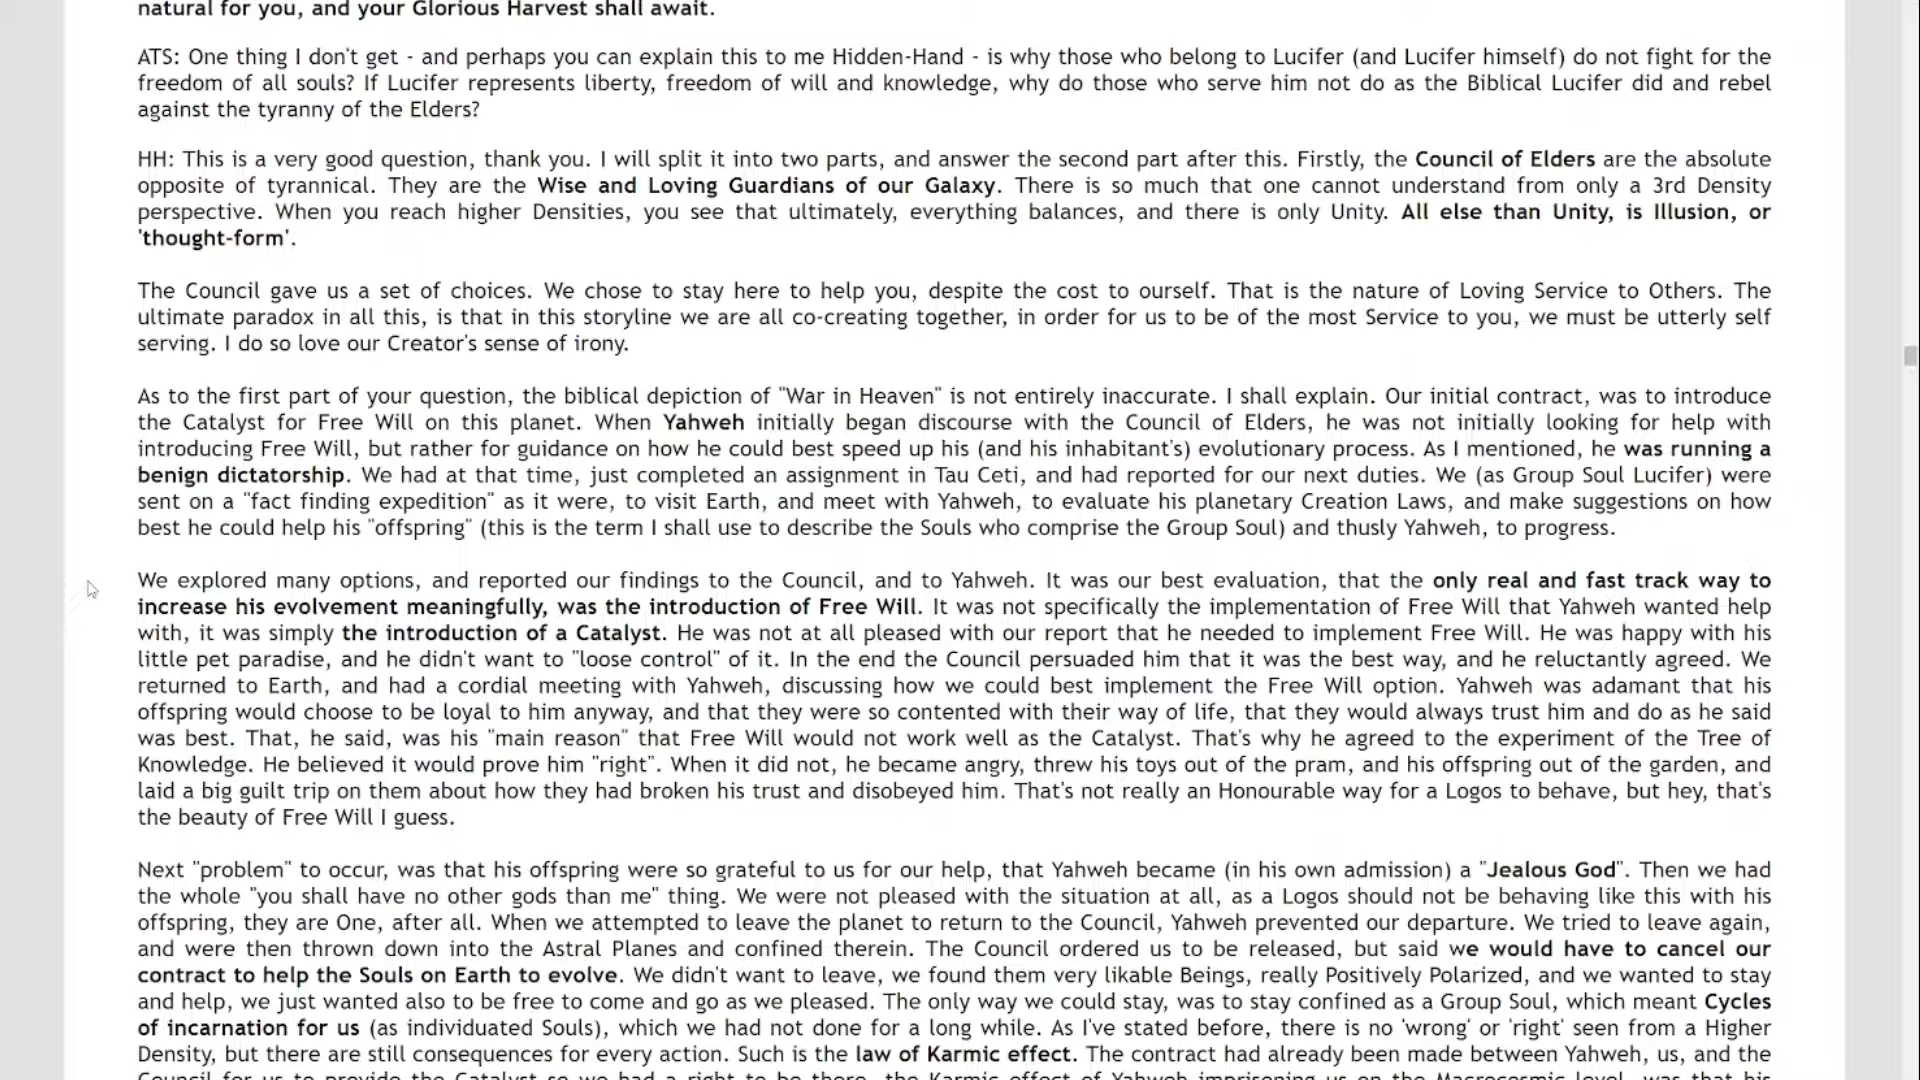 natural for you, and your Glorious Harvest shall await.
ATS: One thing I don't get - and perhaps you can explain this to me Hidden-Hand - is why those who belong to Lucifer (and Lucifer himself) do not fight for the
freedom of all souls? If Lucifer represents liberty, freedom of will and knowledge, why do those who serve him not do as the Biblical Lucifer did and rebel
against the tyranny of the Elders?
HH: This is a very good question, thank you. I will split it into two parts, and answer the second part after this. Firstly, the Council of Elders are the absolute
opposite of tyrannical. They are the Wise and Loving Guardians of our Galaxy. There is so much that one cannot understand from only a 3rd Density
perspective. When you reach higher Densities, you see that ultimately, everything balances, and there is only Unity. All else than Unity, is Illusion, or
'thought-form'.
The Council gave us a set of choices. We chose to stay here to help you, despite the cost to ourself. That is the nature of Loving Service to Others. The
ultimate paradox in all this, is that in this storyline we are all co-creating together, in order for us to be of the most Service to you, we must be utterly self
serving. I do so love our Creator's sense of irony.
As to the first part of your question, the biblical depiction of "War in Heaven" is not entirely inaccurate. I shall explain. Our initial contract, was to introduce
the Catalyst for Free Will on this planet. When Yahweh initially began discourse with the Council of Elders, he was not initially looking for help with
introducing Free Will, but rather for guidance on how he could best speed up his (and his inhabitant's) evolutionary process. As I mentioned, he was running a
benign dictatorship. We had at that time, just completed an assignment in Tau Ceti, and had reported for our next duties. We (as Group Soul Lucifer) were
sent on a "fact finding expedition" as it were, to visit Earth, and meet with Yahweh, to evaluate his planetary Creation Laws, and make suggestions on how
best he could help his "offspring" (this is the term I shall use to describe the Souls who comprise the Group Soul) and thusly Yahweh, to progress.
We explored many options, and reported our findings to the Council, and to Yahweh. It was our best evaluation, that the only real and fast track way to
increase his evolvement meaningfully, was the introduction of Free Will. It was not specifically the implementation of Free Will that Yahweh wanted help
with, it was simply the introduction of a Catalyst. He was not at all pleased with our report that he needed to implement Free Will. He was happy with his
little pet paradise, and he didn't want to "loose control" of it. In the end the Council persuaded him that it was the best way, and he reluctantly agreed. We
returned to Earth, and had a cordial meeting with Yahweh, discussing how we could best implement the Free Will option. Yahweh was adamant that his
offspring would choose to be loyal to him anyway, and that they were so contented with their way of life, that they would always trust him and do as he said
was best. That, he said, was his "main reason" that Free Will would not work well as the Catalyst. That's why he agreed to the experiment of the Tree of
Knowledge. He believed it would prove him "right". When it did not, he became angry, threw his toys out of the pram, and his offspring out of the garden, and
laid a big guilt trip on them about how they had broken his trust and disobeyed him. That's not really an Honourable way for a Logos to behave, but hey, that's
the beauty of Free Will I guess.
Next "problem" to occur, was that his offspring were so grateful to us for our help, that Yahweh became (in his own admission) a "Jealous God". Then we had
the whole "you shall have no other gods than me" thing. We were not pleased with the situation at all, as a Logos should not be behaving like this with his
offspring, they are One, after all. When we attempted to leave the planet to return to the Council, Yahweh prevented our departure. We tried to leave again,
and were then thrown down into the Astral Planes and confined therein. The Council ordered us to be released, but said we would have to cancel our
contract to help the Souls on Earth to evolve. We didn't want to leave, we found them very likable Beings, really Positively Polarized, and we wanted to stay
and help, we just wanted also to be free to come and go as we pleased. The only way we could stay, was to stay confined as a Group Soul, which meant Cycles
of incarnation for us (as individuated Souls), which we had not done for a long while. As I've stated before, there is no 'wrong' or 'right' seen from a Higher
Density, but there are still consequences for every action. Such is the law of Karmic effect. The contract had already been made between Yahweh, us, and the
Council for us to provide the Catalyst so we had a right to be there, the Karmic effect of Yahweh imprisoning us on the Macrocosmic level, was that his